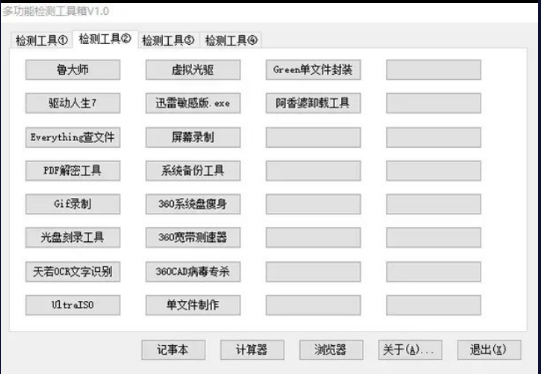 多功能检测工具箱V1.0
检测工具① 检测工具② 检测工具③ 检测工具④
鲁大师 虚拟光驱 Green单文件封装
驱动人生7 迅雷敏感版.exe 阿香婆卸载工具
Everything查文件 屏幕录制
PDF解密工具 系统备份工具
Gif录制 360系统盘瘦身
光盘刻录工具 360宽带测速器
天若OCR文字识别 360CAD病毒专杀
UltraISO 单文件制作
记事本 计算器 浏览器 关于(A)... 退出(X)